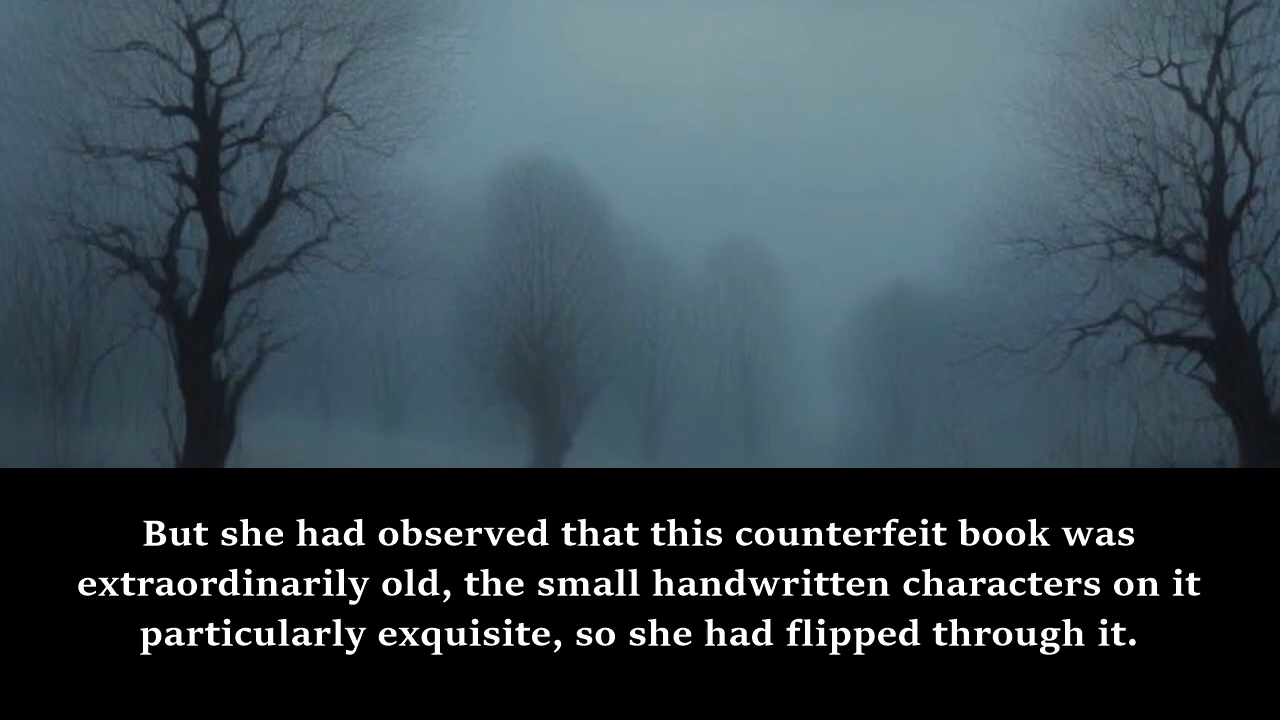 But she had observed that this counterfeit book was
extraordinarily old, the small handwritten characters on it
particularly exquisite, so she had flipped through it.